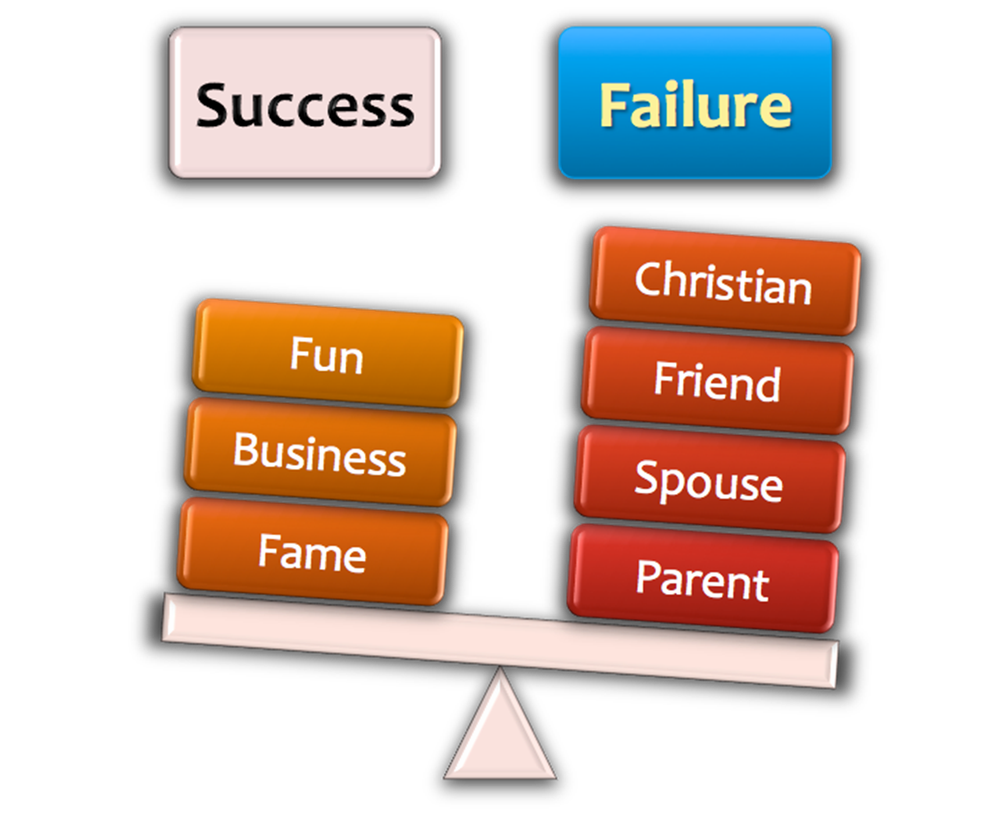 Success
Failure
Fun
Business
Fame
Christian
Friend
Spouse
Parent